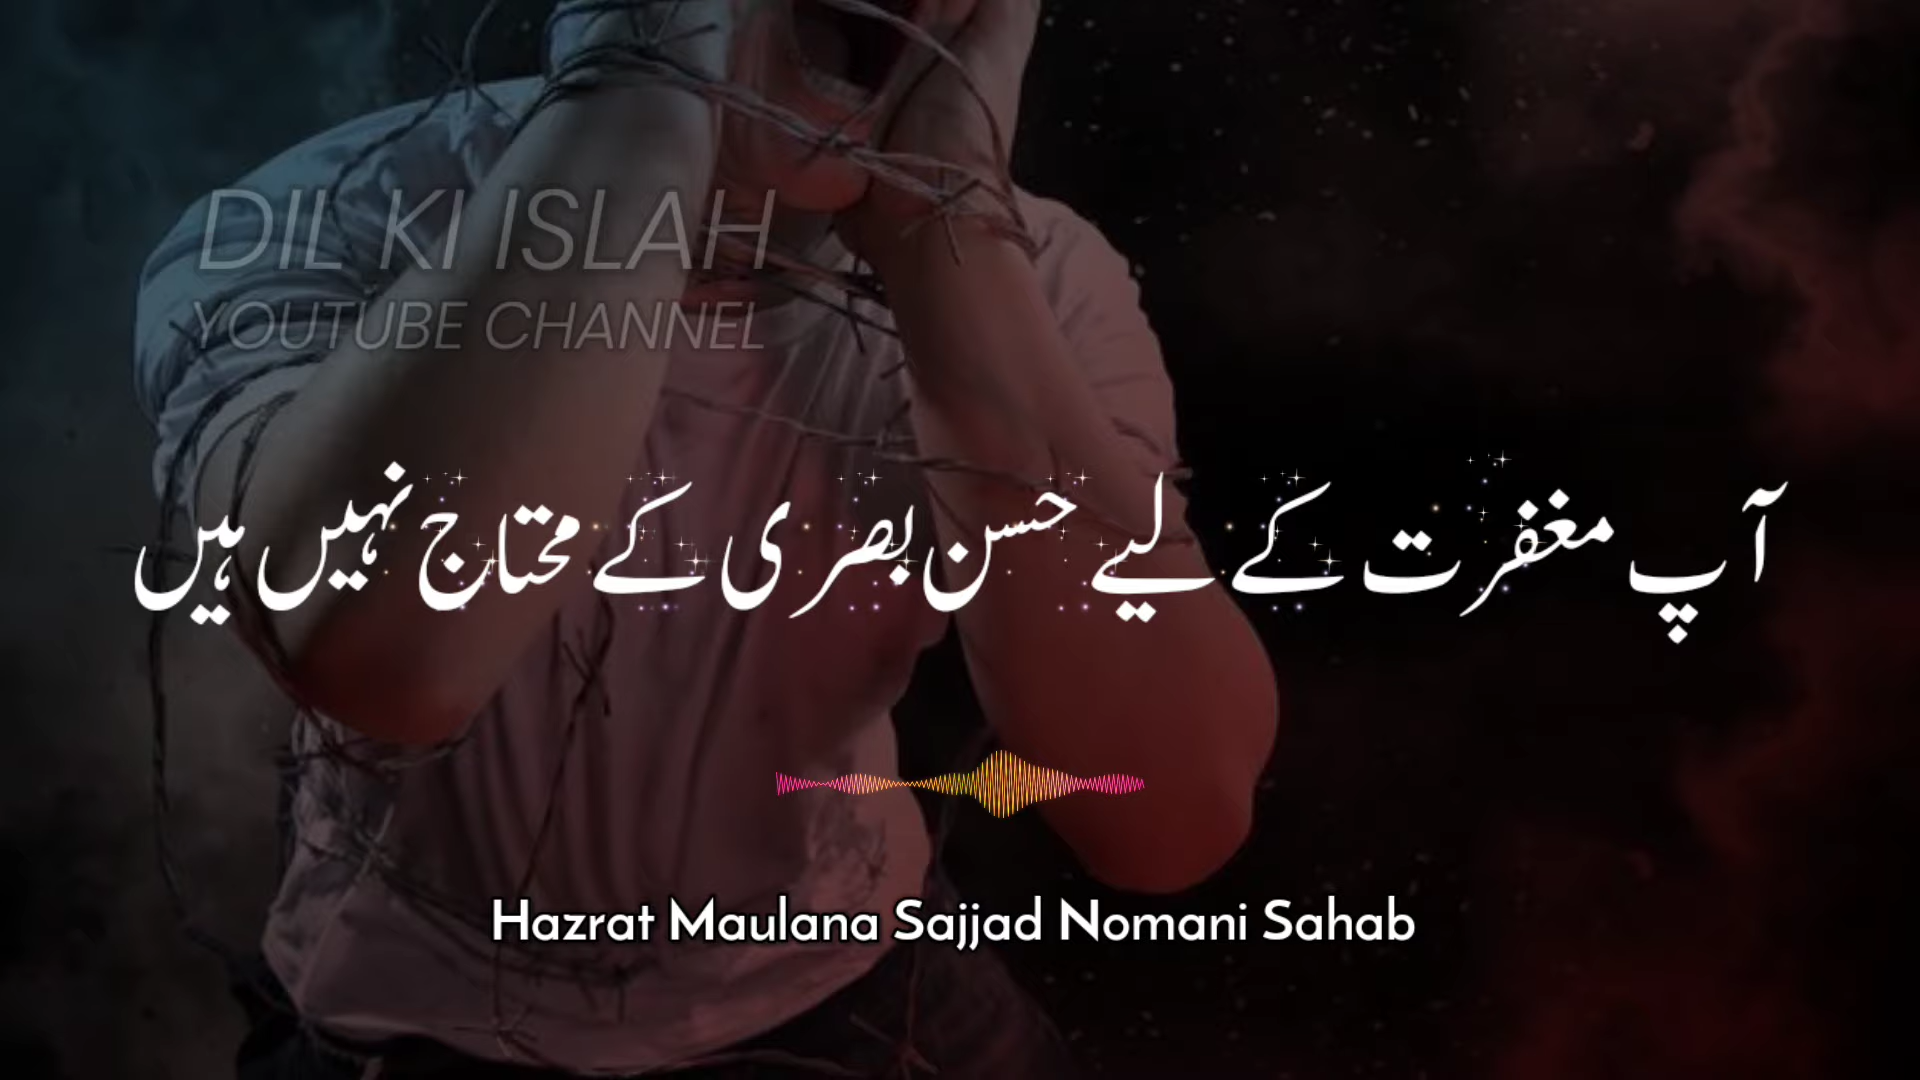 DIL KI ISLAH
YOUTUBE CHANNEL
آپ مغفرت کے لیے حسن بصری کے محتاج نہیں ہیں
Hazrat Maulana Sajjad Nomani Sahab